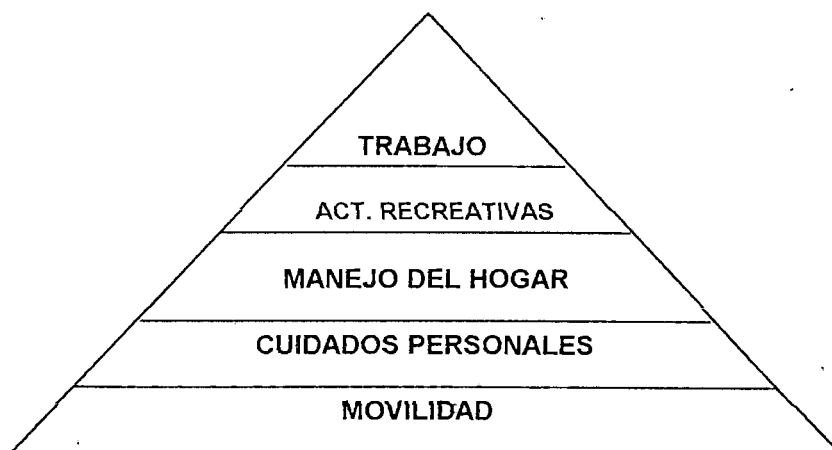 TRABAJO
ACT. RECREATIVAS
MANEJO DEL HOGAR
CUIDADOS PERSONALES
MOVILIDAD